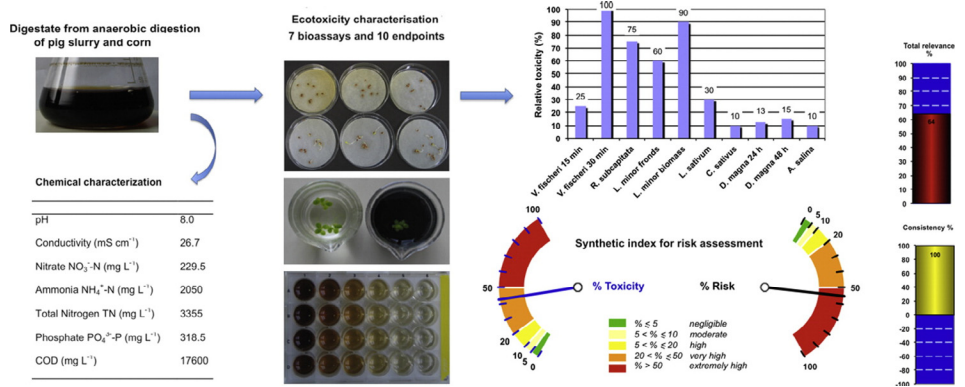 Digestate from anaerobic digestion
of pig slurry and corn
Chemical characterization
pH 8.0
Conductivity (mS cm⁻¹) 26.7
Nitrate NO₃⁻-N (mg L⁻¹) 229.5
Ammonia NH₄⁺-N (mg L⁻¹) 2050
Total Nitrogen TN (mg L⁻¹) 3355
Phosphate PO₄³⁻-P (mg L⁻¹) 318.5
COD (mg L⁻¹) 17600
Ecotoxicity characterisation
7 bioassays and 10 endpoints
Relative toxicity (%)
100
90
80
70
60
50
40
30
20
10
0
25
100
75
60
90
30
10
13
15
10
V. fischeri 15 min
V. fischeri 30 min
R. subcapitata
L. minor fronds
L. minor biomass
L. sativum
C. sativus
D. magna 24 h
D. magna 48 h
A. salina
Synthetic index for risk assessment
100
50
20
10
5
0
% Toxicity
% Risk
0
5
10
20
50
100
% ⩽ 5 negligible
5 < % ⩽ 10 moderate
5 < % ⩽ 20 high
20 < % ⩽ 50 very high
% > 50 extremely high
Total relevance
%
100
90
80
70
60
50
40
30
20
10
0
64
Consistency %
100
80
60
40
20
0
-20
-40
-60
-80
-100
100